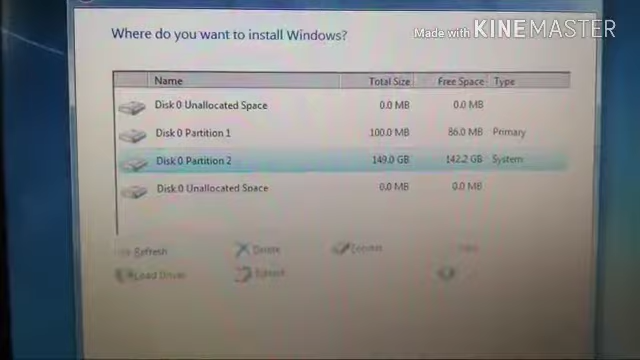 Where do you want to install Windows?
Made with KINEMASTER
Name Total Size Free Space Type
Disk 0 Unallocated Space 0.0 MB 0.0 MB
Disk 0 Partition 1 100.0 MB 86.0 MB Primary
Disk 0 Partition 2 149.0 GB 142.2 GB System
Disk 0 Unallocated Space 0.0 MB 0.0 MB
Refresh Delete Format
Load Driver Extend